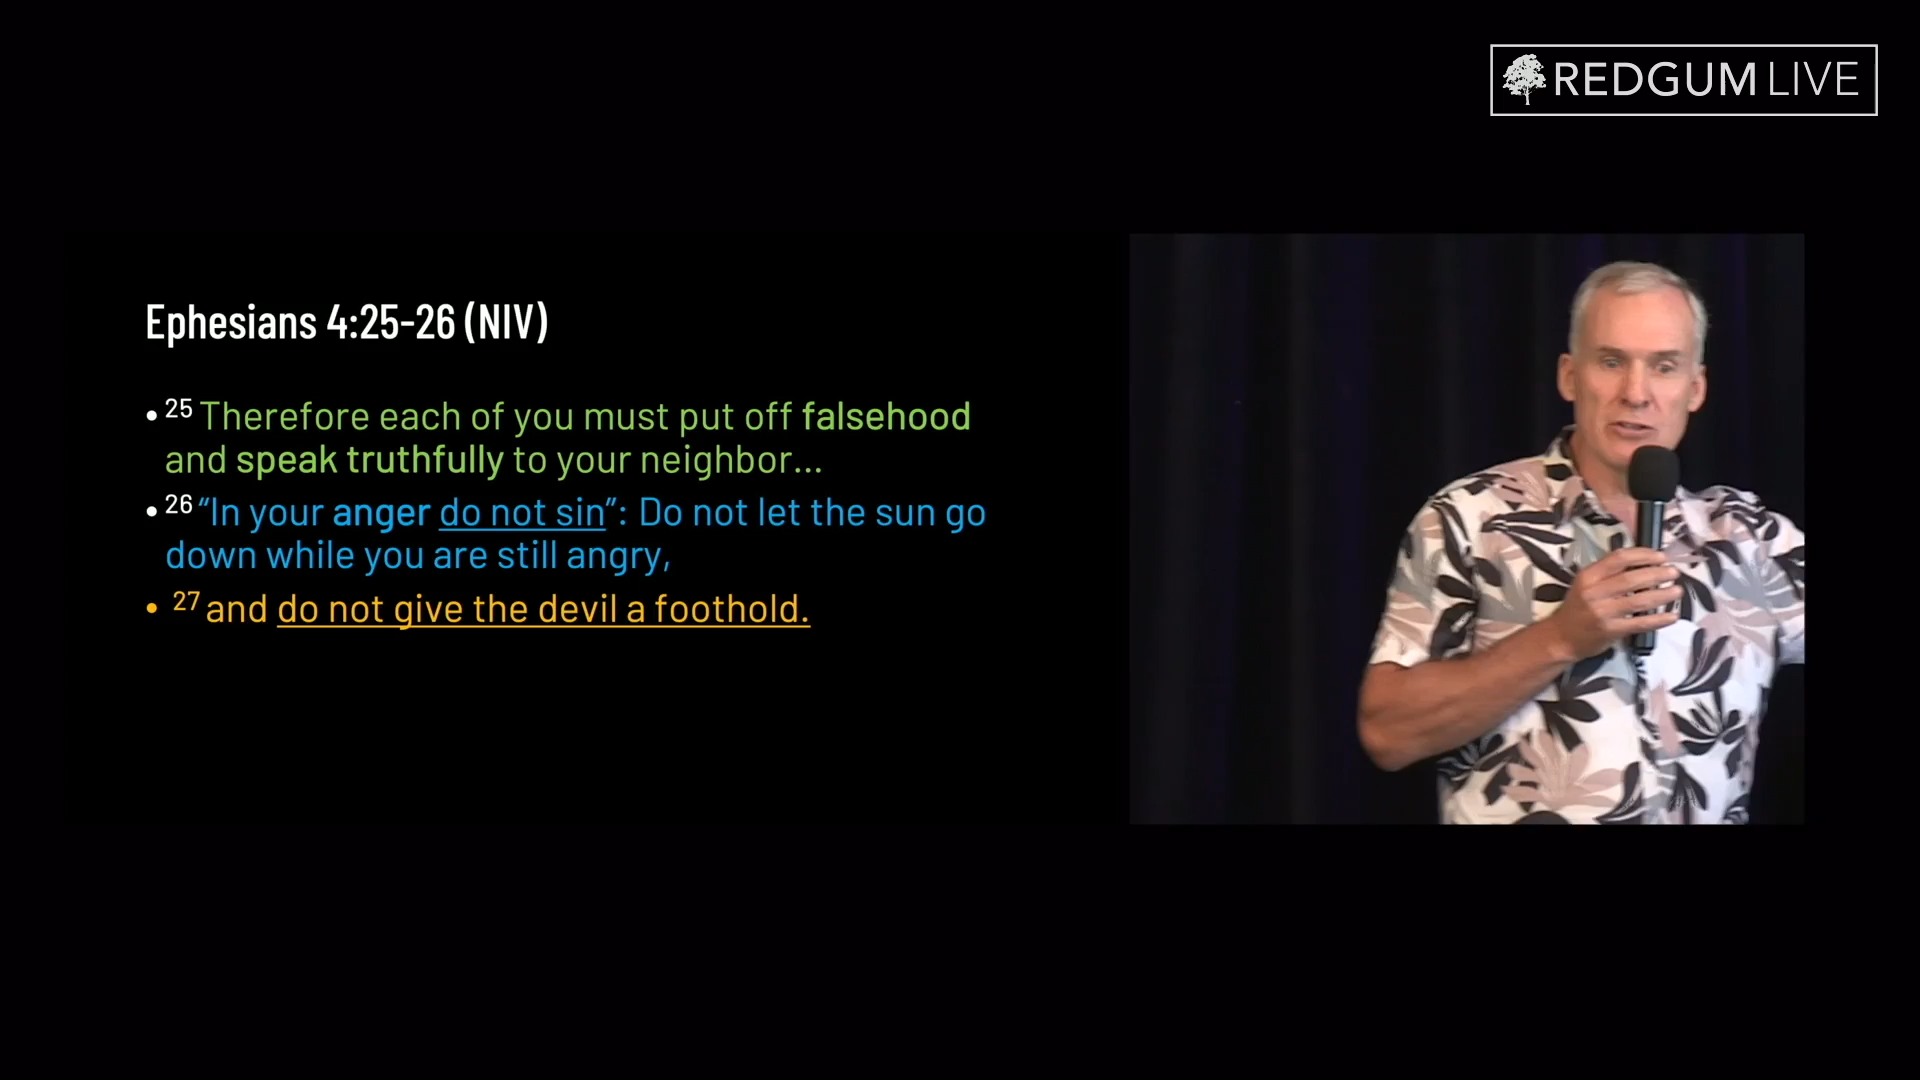 REDGUM LIVE
Ephesians 4:25-26 (NIV)
• 25 Therefore each of you must put off falsehood
and speak truthfully to your neighbor...
• 26 “In your anger do not sin”: Do not let the sun go
down while you are still angry,
• 27 and do not give the devil a foothold.